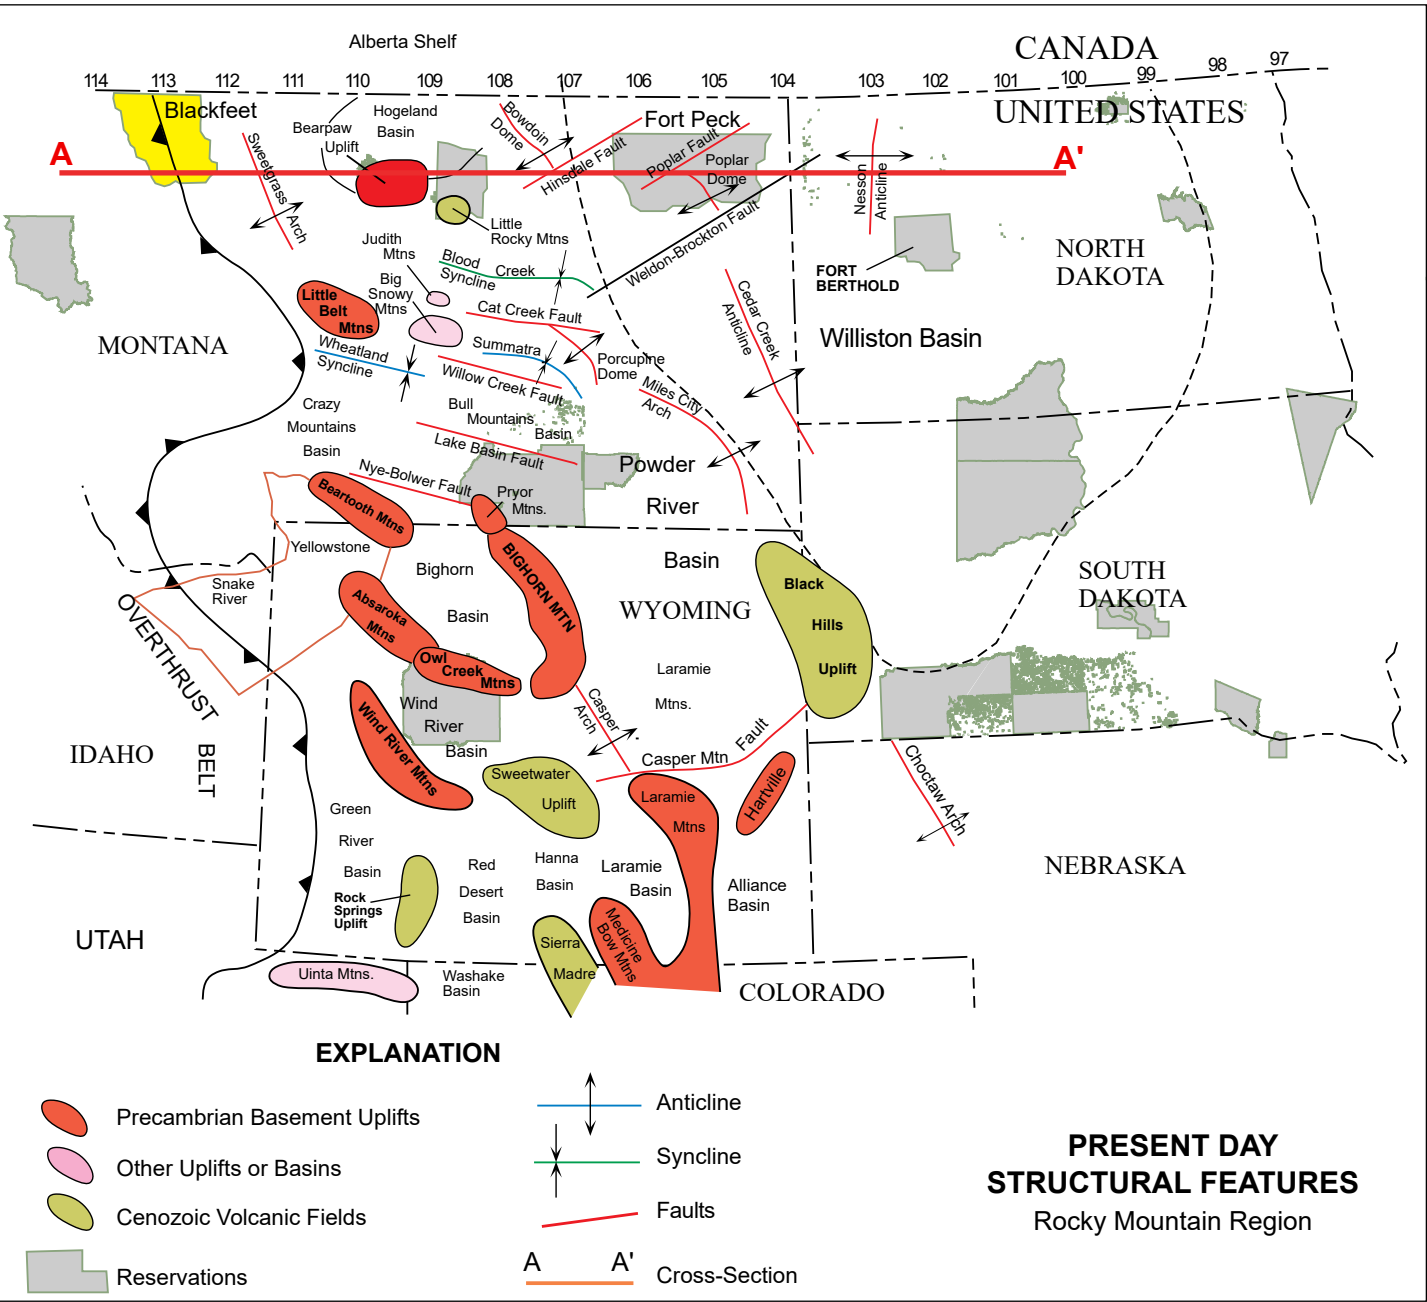 Alberta Shelf
CANADA
114 113 112 111 110 109 108 107 106 105 104 103 102 101 100 99 98 97
UNITED STATES
Blackfeet
Hogeland
Basin
Bearpaw
Uplift
Bowdoin
Dome
Hinsdale Fault
Fort Peck
Poplar Fault
Poplar
Dome
A
A'
Sweetgrass Arch
Nesson
Anticline
Little
Rocky Mtns
Weldon-Brockton Fault
Judith
Mtns
Blood Creek
Syncline
FORT
BERTHOLD
NORTH
DAKOTA
Big
Snowy
Mtns
Little
Belt
Mtns
Cat Creek Fault
Cedar Creek
Anticline
MONTANA
Williston Basin
Wheatland
Syncline
Summatra
Porcupine
Dome
Willow Creek Fault
Miles City
Arch
Crazy
Mountains
Basin
Bull
Mountains
Basin
Lake Basin Fault
Nye-Bolwer Fault
Powder
River
Basin
Pryor
Mtns.
Beartooth Mtns
Yellowstone
Bighorn
Basin
BIGHORN MTN
Snake
River
Absaroka
Mtns
WYOMING
Black
Hills
Uplift
SOUTH
DAKOTA
OVERTHRUST
BELT
Owl
Creek
Mtns
Laramie
Mtns.
Wind
River
Basin
Wind River Mtns
Casper
Arch
Casper Mtn Fault
IDAHO
Sweetwater
Uplift
Laramie
Mtns
Hartville
Choctaw Arch
Green
River
Basin
NEBRASKA
Red
Desert
Basin
Hanna
Basin
Laramie
Basin
Alliance
Basin
Rock
Springs
Uplift
UTAH
Sierra
Madre
Medicine
Bow Mtns
Uinta Mtns.
Washake
Basin
COLORADO
EXPLANATION
Precambrian Basement Uplifts
Other Uplifts or Basins
Cenozoic Volcanic Fields
Reservations
Anticline
Syncline
Faults
A A'
Cross-Section
PRESENT DAY
STRUCTURAL FEATURES
Rocky Mountain Region